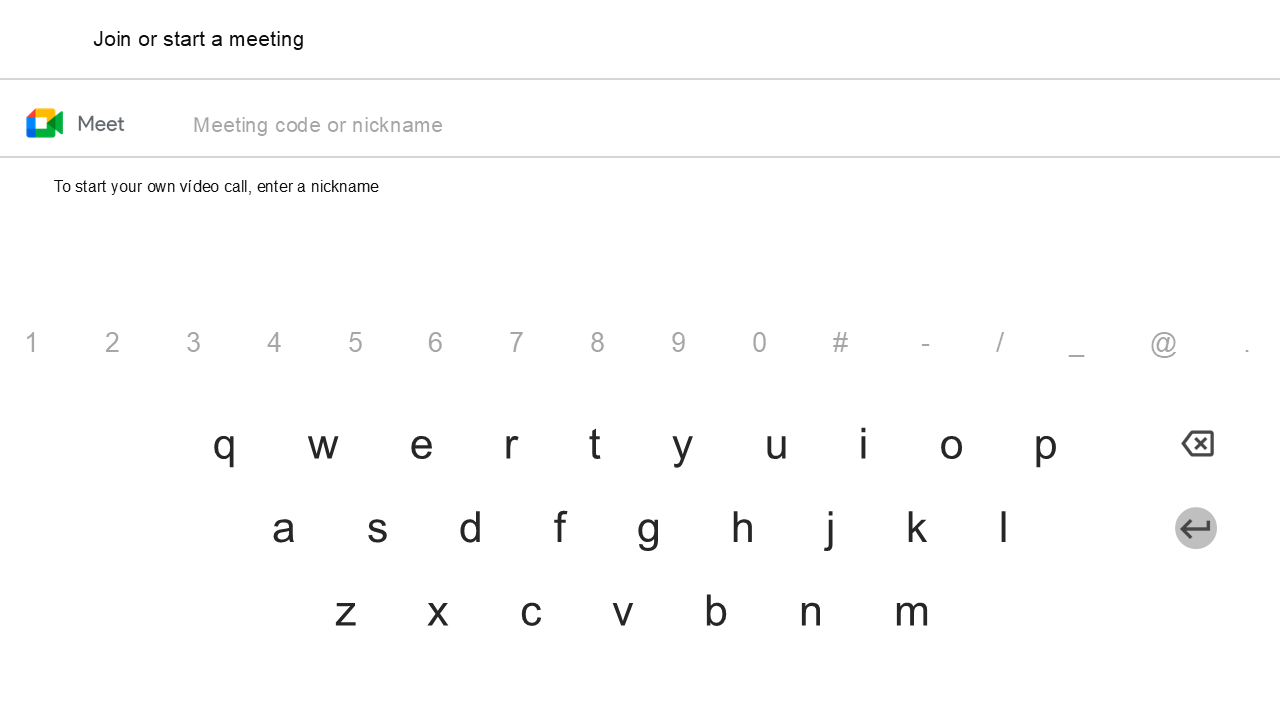 Join or start a meeting
Meet Meeting code or nickname
To start your own vídeo call, enter a nickname
1 2 3 4 5 6 7 8 9 0 # - / _ @ .
q w e r t y u i o p
a s d f g h j k l
z x c v b n m